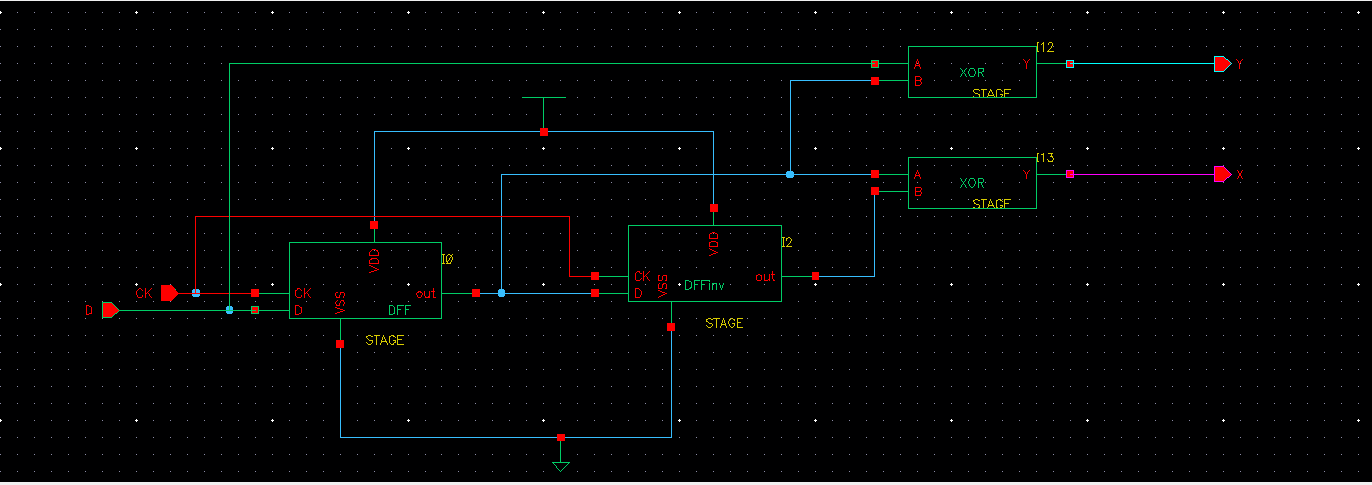 I12
A
XOR
Y
B
STAGE
Y
I13
A
XOR
Y
B
STAGE
X
VDD
I2
CK
VSS
DFFinv
out
D
STAGE
VDD
I0
CK
CK
VSS
out
D
D
DFF
STAGE